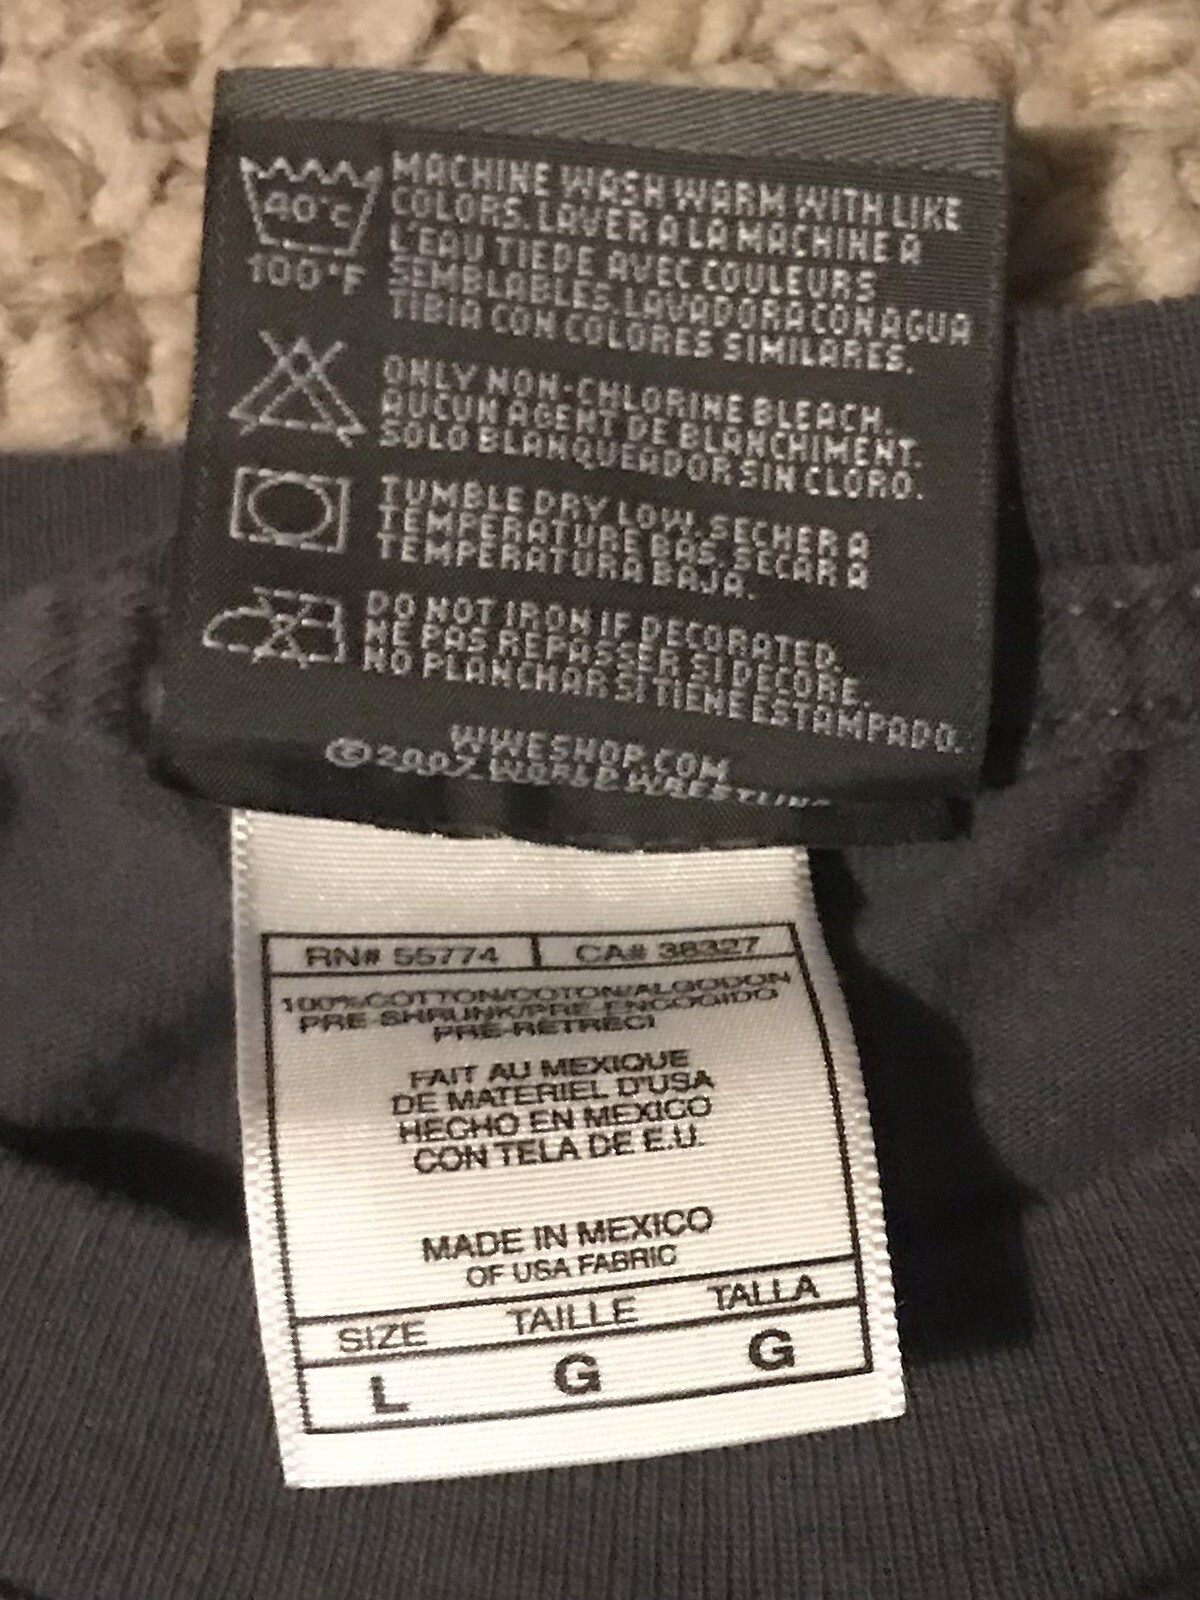 40°C
100°F
MACHINE WASH WARM WITH LIKE
COLORS. LAVER A LA MACHINE A
L'EAU TIEDE AVEC COULEURS
SEMBLABLES. LAVADORA CON AGUA
TIBIA CON COLORES SIMILARES.
ONLY NON-CHLORINE BLEACH.
AUCUN AGENT DE BLANCHIMENT.
SOLO BLANQUEADOR SIN CLORO.
TUMBLE DRY LOW. SECHER A
TEMPERATURE BAS. SECAR A
TEMPERATURA BAJA.
DO NOT IRON IF DECORATED.
NE PAS REPASSER SI DECORE.
NO PLANCHAR SI TIENE ESTAMPADO.
WWESHOP.COM
©2007 WORLD WRESTLIN
RN# 55774 CA# 38327
100%COTTON/COTON/ALGODON
PRE-SHRUNK/PRE-ENCOGIDO
PRE-RETRECI
FAIT AU MEXIQUE
DE MATERIEL D'USA
HECHO EN MEXICO
CON TELA DE E.U.
MADE IN MEXICO
OF USA FABRIC
SIZE TAILLE TALLA
L G G